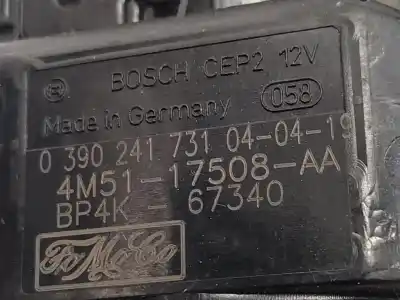 BOSCH CEP2 12V
Made in Germany 058
0 390 241 731 04-04-19
4M51-17508-AA
BP4K - 67340
FoMoCo